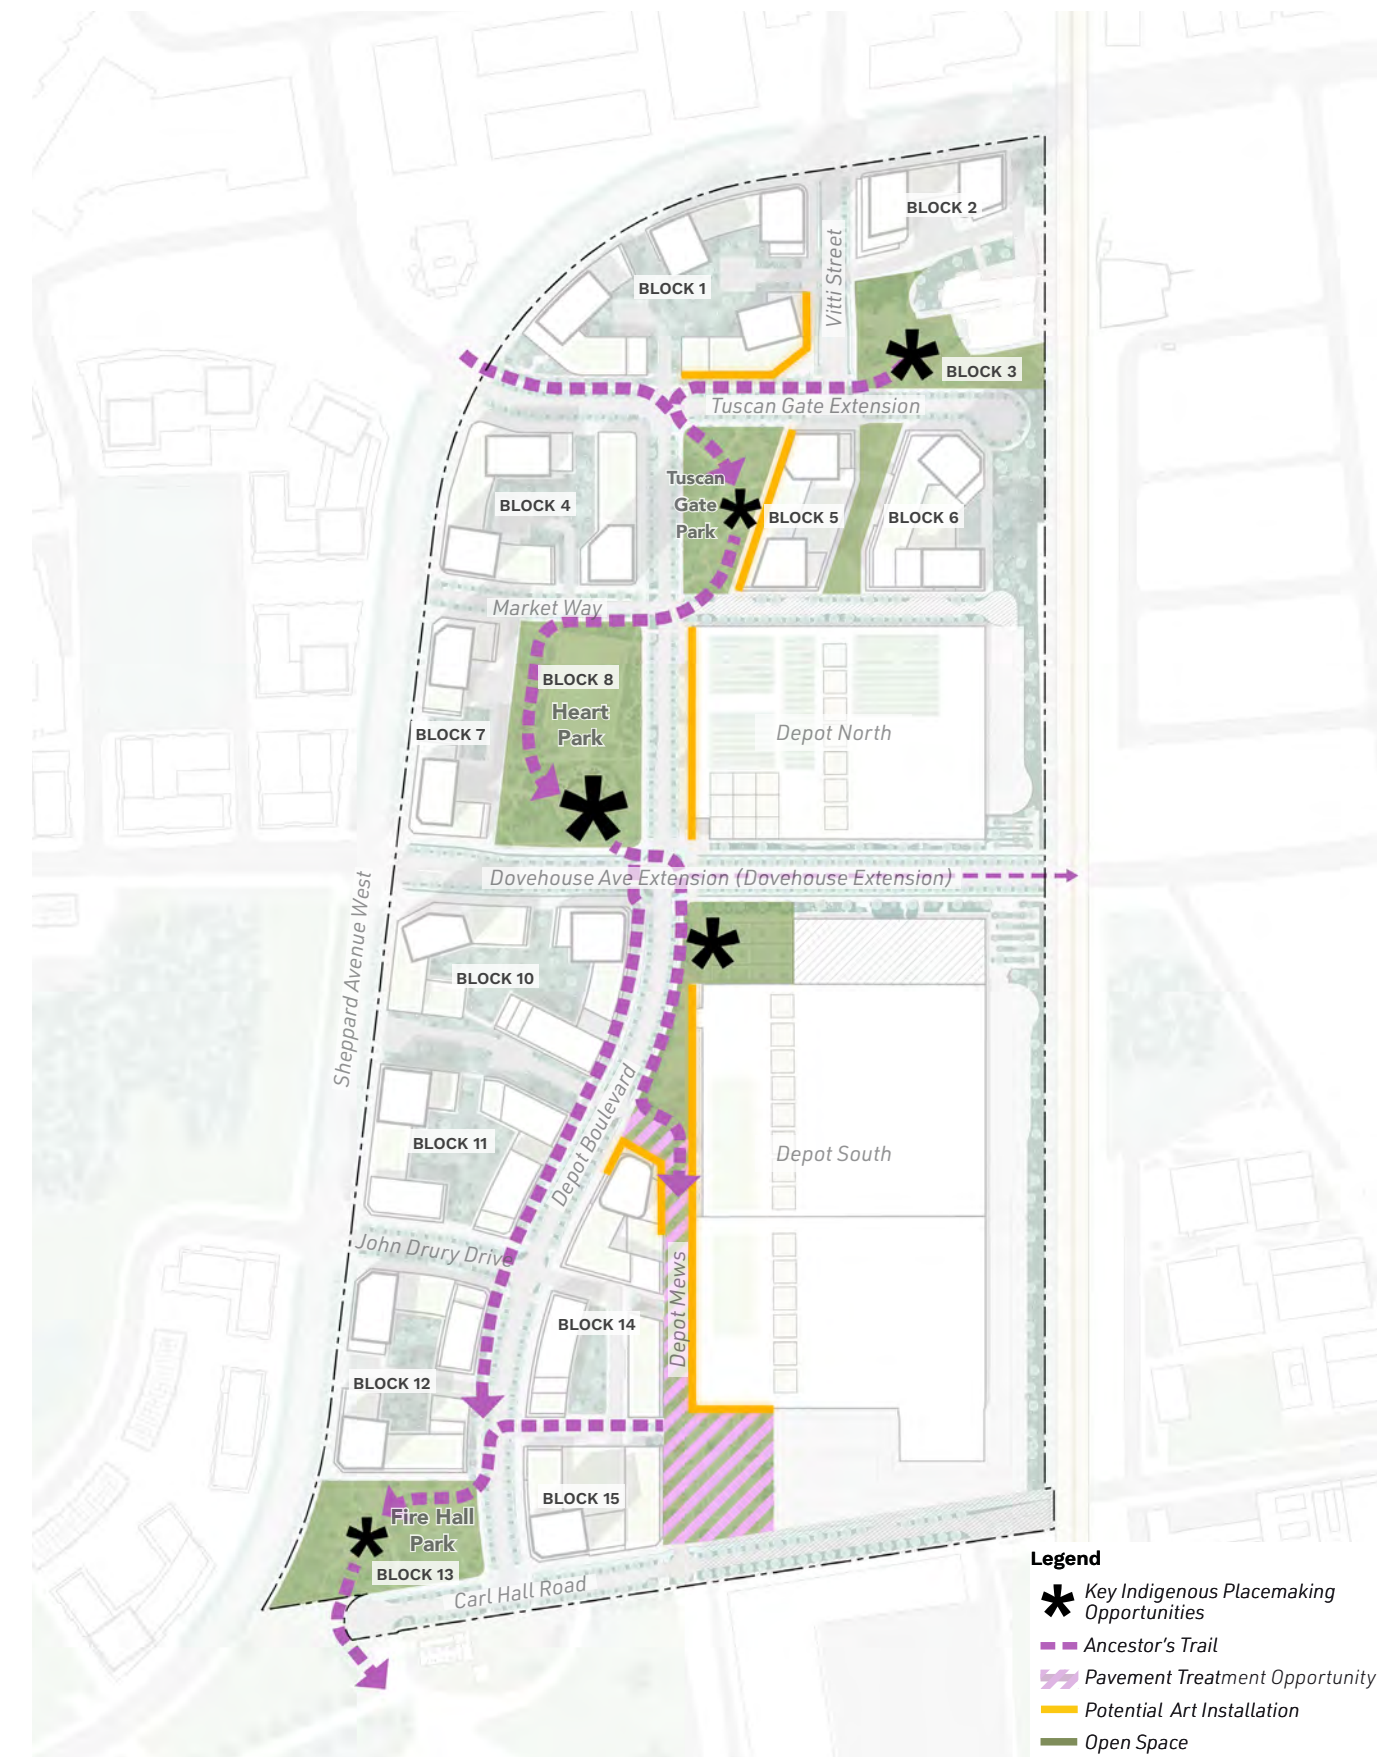 BLOCK 2
Vitti Street
BLOCK 1
BLOCK 3
Tuscan Gate Extension
Tuscan
Gate
Park
BLOCK 4
BLOCK 5
BLOCK 6
Market Way
BLOCK 8
Heart
Park
BLOCK 7
Depot North
Dovehouse Ave Extension (Dovehouse Extension)
Sheppard Avenue West
BLOCK 10
Depot Boulevard
BLOCK 11
Depot South
John Drury Drive
Depot Mews
BLOCK 14
BLOCK 12
BLOCK 15
Fire Hall
Park
BLOCK 13
Carl Hall Road
Legend
Key Indigenous Placemaking
Opportunities
Ancestor's Trail
Pavement Treatment Opportunity
Potential Art Installation
Open Space